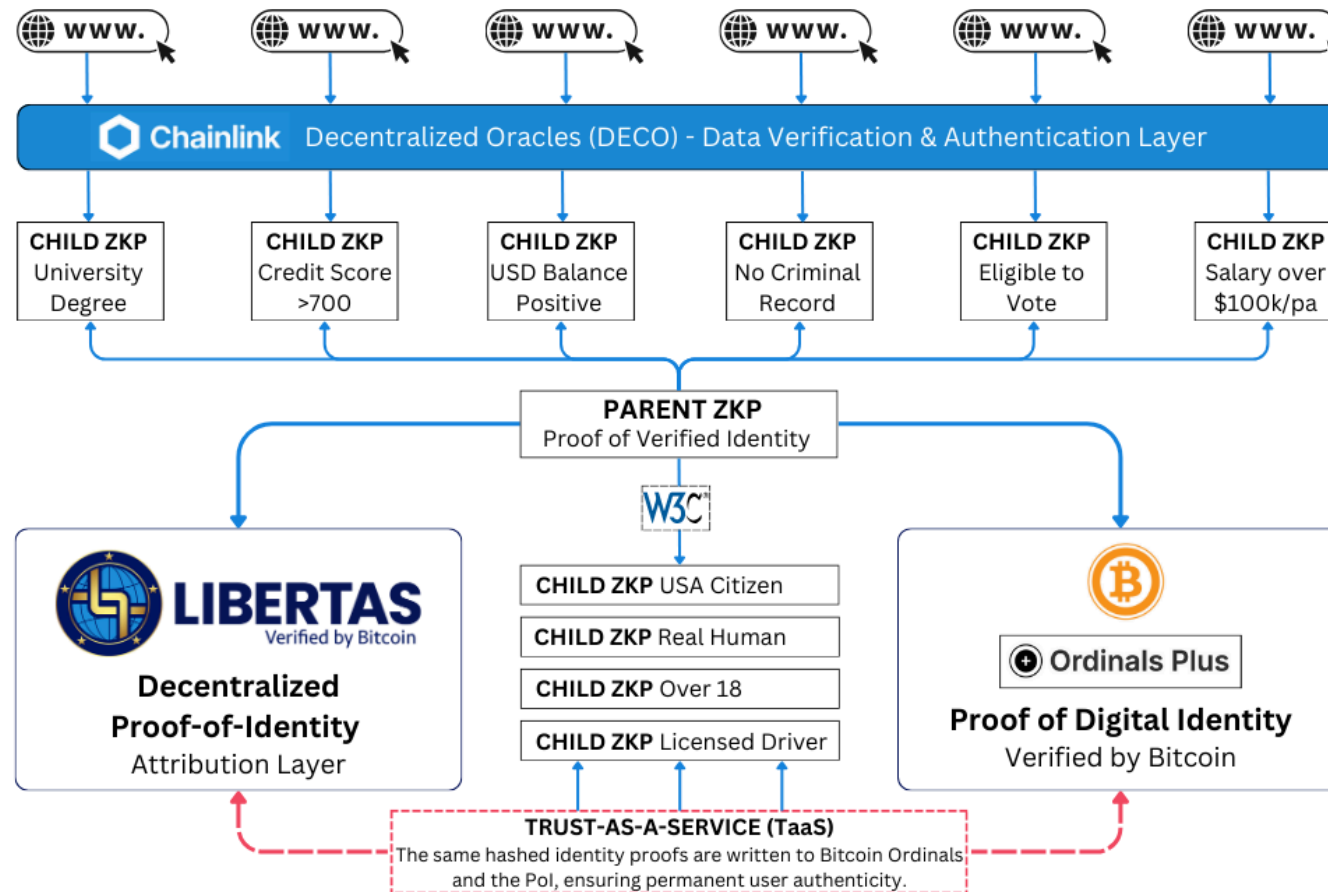 www. www. www. www. www. www.
Chainlink Decentralized Oracles (DECO) - Data Verification & Authentication Layer
CHILD ZKP
University
Degree
CHILD ZKP
Credit Score
>700
CHILD ZKP
USD Balance
Positive
CHILD ZKP
No Criminal
Record
CHILD ZKP
Eligible to
Vote
CHILD ZKP
Salary over
$100k/pa
PARENT ZKP
Proof of Verified Identity
W3C
LIBERTAS
Verified by Bitcoin
Decentralized
Proof-of-Identity
Attribution Layer
CHILD ZKP USA Citizen
CHILD ZKP Real Human
CHILD ZKP Over 18
CHILD ZKP Licensed Driver
Ordinals Plus
Proof of Digital Identity
Verified by Bitcoin
TRUST-AS-A-SERVICE (TaaS)
The same hashed identity proofs are written to Bitcoin Ordinals
and the PoI, ensuring permanent user authenticity.